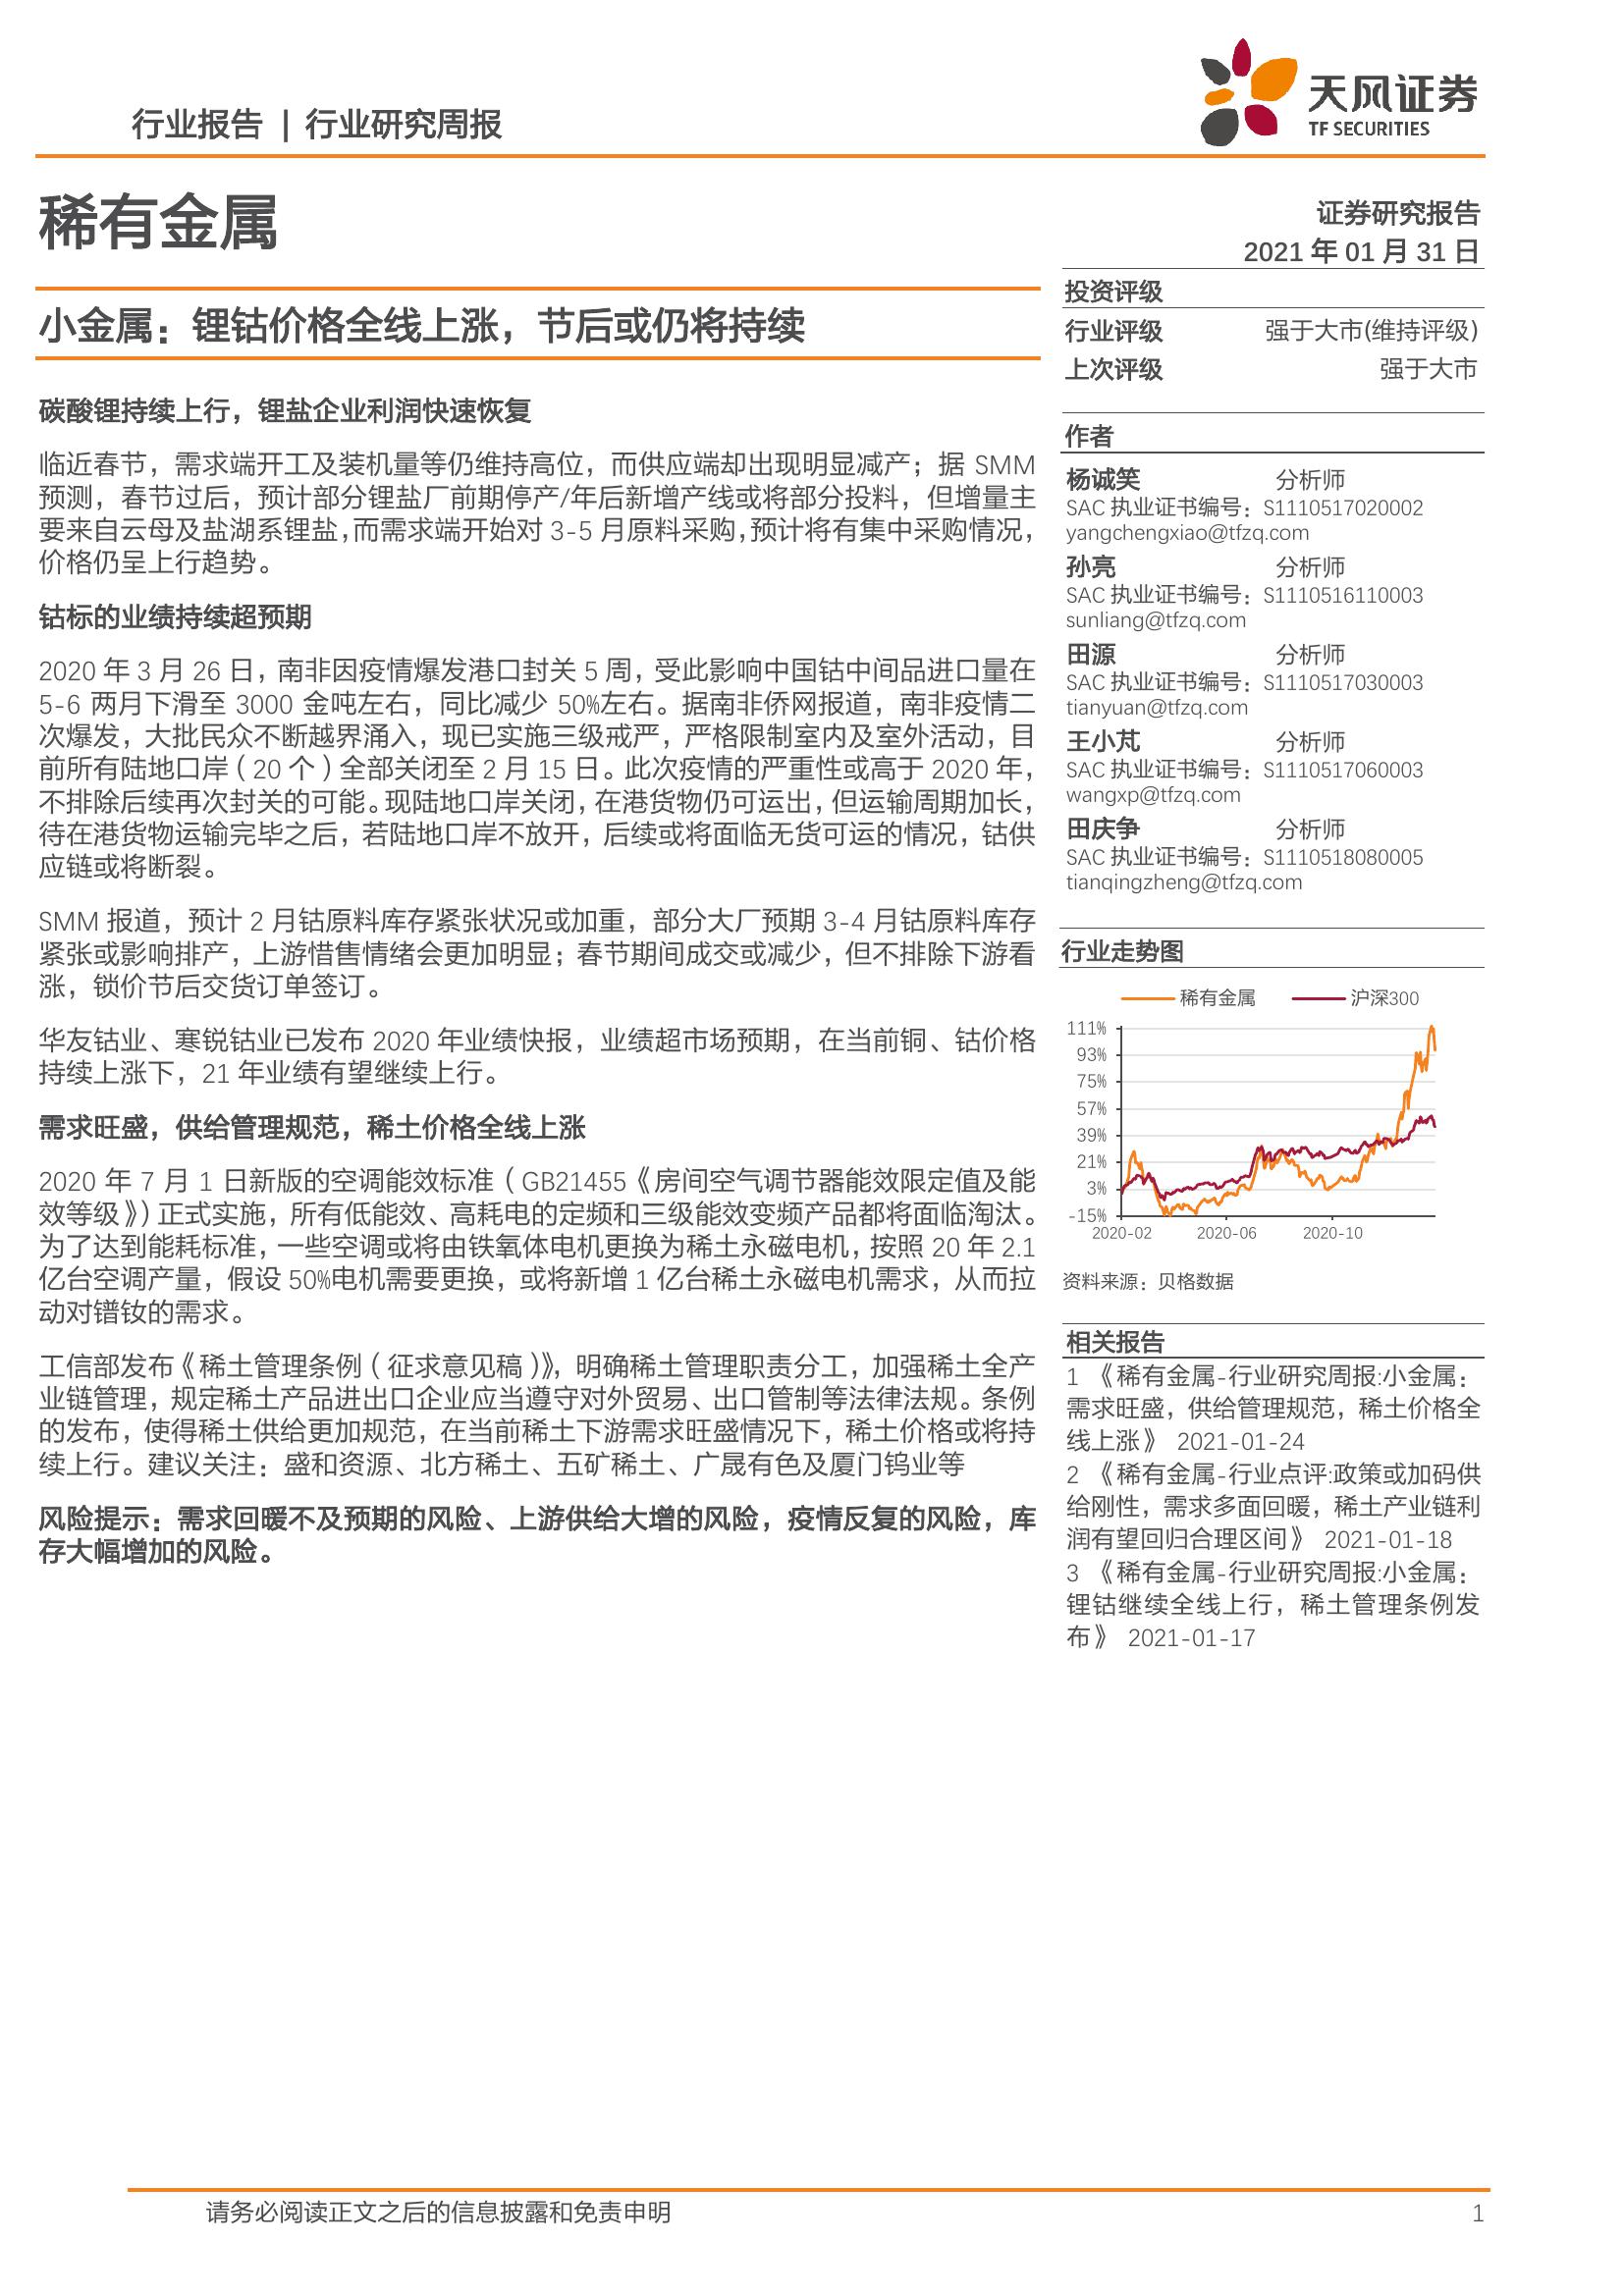 行业报告 | 行业研究周报
天风证券
TF SECURITIES
稀有金属
证券研究报告
2021 年 01 月 31 日
小金属：锂钴价格全线上涨，节后或仍将持续
碳酸锂持续上行，锂盐企业利润快速恢复
临近春节，需求端开工及装机量等仍维持高位，而供应端却出现明显减产；据 SMM
预测，春节过后，预计部分锂盐厂前期停产/年后新增产线或将部分投料，但增量主
要来自云母及盐湖系锂盐，而需求端开始对 3-5 月原料采购，预计将有集中采购情况，
价格仍呈上行趋势。
钴标的业绩持续超预期
2020 年 3 月 26 日，南非因疫情爆发港口封关 5 周，受此影响中国钴中间品进口量在
5-6 两月下滑至 3000 金吨左右，同比减少 50%左右。据南非侨网报道，南非疫情二
次爆发，大批民众不断越界涌入，现已实施三级戒严，严格限制室内及室外活动，目
前所有陆地口岸（20 个）全部关闭至 2 月 15 日。此次疫情的严重性或高于 2020 年，
不排除后续再次封关的可能。现陆地口岸关闭，在港货物仍可运出，但运输周期加长，
待在港货物运输完毕之后，若陆地口岸不放开，后续或将面临无货可运的情况，钴供
应链或将断裂。
SMM 报道，预计 2 月钴原料库存紧张状况或加重，部分大厂预期 3-4 月钴原料库存
紧张或影响排产，上游惜售情绪会更加明显；春节期间成交或减少，但不排除下游看
涨，锁价节后交货订单签订。
华友钴业、寒锐钴业已发布 2020 年业绩快报，业绩超市场预期，在当前铜、钴价格
持续上涨下，21 年业绩有望继续上行。
需求旺盛，供给管理规范，稀土价格全线上涨
2020 年 7 月 1 日新版的空调能效标准（GB21455《房间空气调节器能效限定值及能
效等级》）正式实施，所有低能效、高耗电的定频和三级能效变频产品都将面临淘汰。
为了达到能耗标准，一些空调或将由铁氧体电机更换为稀土永磁电机，按照 20 年 2.1
亿台空调产量，假设 50%电机需要更换，或将新增 1 亿台稀土永磁电机需求，从而拉
动对镨钕的需求。
工信部发布《稀土管理条例（征求意见稿）》，明确稀土管理职责分工，加强稀土全产
业链管理，规定稀土产品进出口企业应当遵守对外贸易、出口管制等法律法规。条例
的发布，使得稀土供给更加规范，在当前稀土下游需求旺盛情况下，稀土价格或将持
续上行。建议关注：盛和资源、北方稀土、五矿稀土、广晟有色及厦门钨业等
风险提示：需求回暖不及预期的风险、上游供给大增的风险，疫情反复的风险，库
存大幅增加的风险。
投资评级
行业评级 强于大市(维持评级)
上次评级 强于大市
作者
杨诚笑 分析师
SAC 执业证书编号：S1110517020002
yangchengxiao@tfzq.com
孙亮 分析师
SAC 执业证书编号：S1110516110003
sunliang@tfzq.com
田源 分析师
SAC 执业证书编号：S1110517030003
tianyuan@tfzq.com
王小芃 分析师
SAC 执业证书编号：S1110517060003
wangxp@tfzq.com
田庆争 分析师
SAC 执业证书编号：S1110518080005
tianqingzheng@tfzq.com
行业走势图
稀有金属 沪深300
111%
93%
75%
57%
39%
21%
3%
-15%
2020-02 2020-06 2020-10
资料来源：贝格数据
相关报告
1 《稀有金属-行业研究周报:小金属：
需求旺盛，供给管理规范，稀土价格全
线上涨》 2021-01-24
2 《稀有金属-行业点评:政策或加码供
给刚性，需求多面回暖，稀土产业链利
润有望回归合理区间》 2021-01-18
3 《稀有金属-行业研究周报:小金属：
锂钴继续全线上行，稀土管理条例发
布》 2021-01-17
请务必阅读正文之后的信息披露和免责申明 1